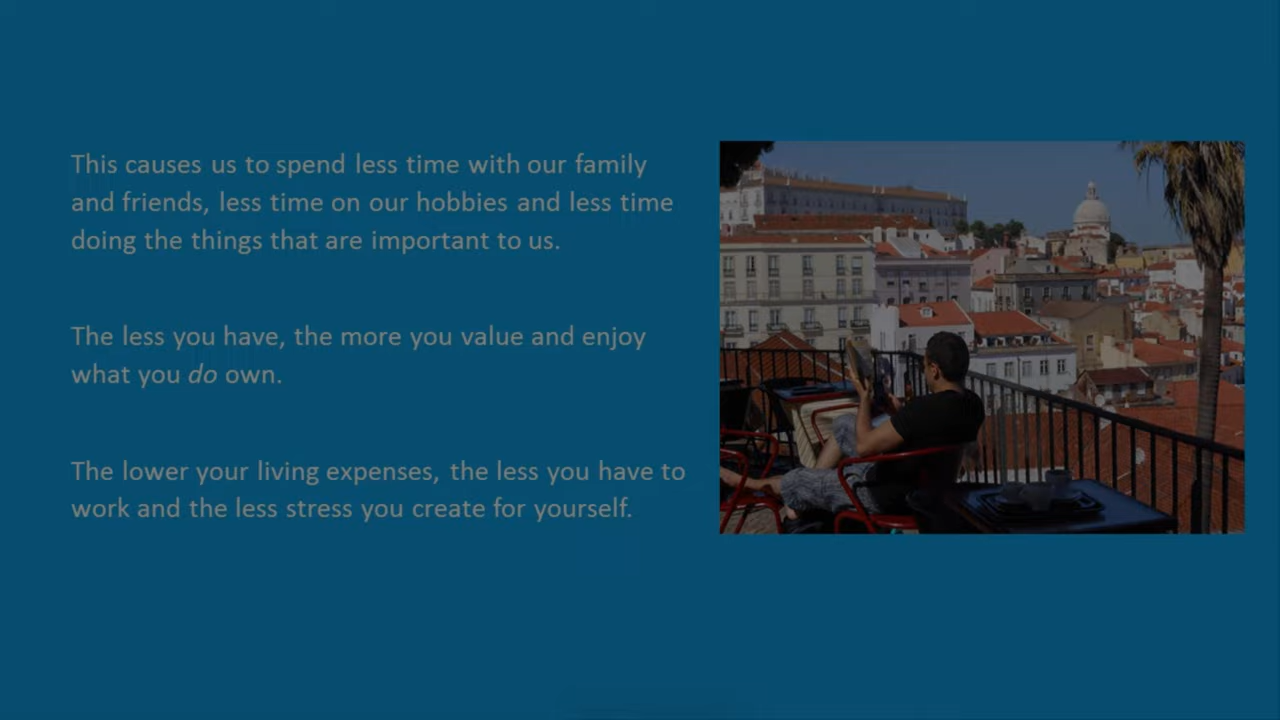 This causes us to spend less time with our family
and friends, less time on our hobbies and less time
doing the things that are important to us.
The less you have, the more you value and enjoy
what you do own.
The lower your living expenses, the less you have to
work and the less stress you create for yourself.